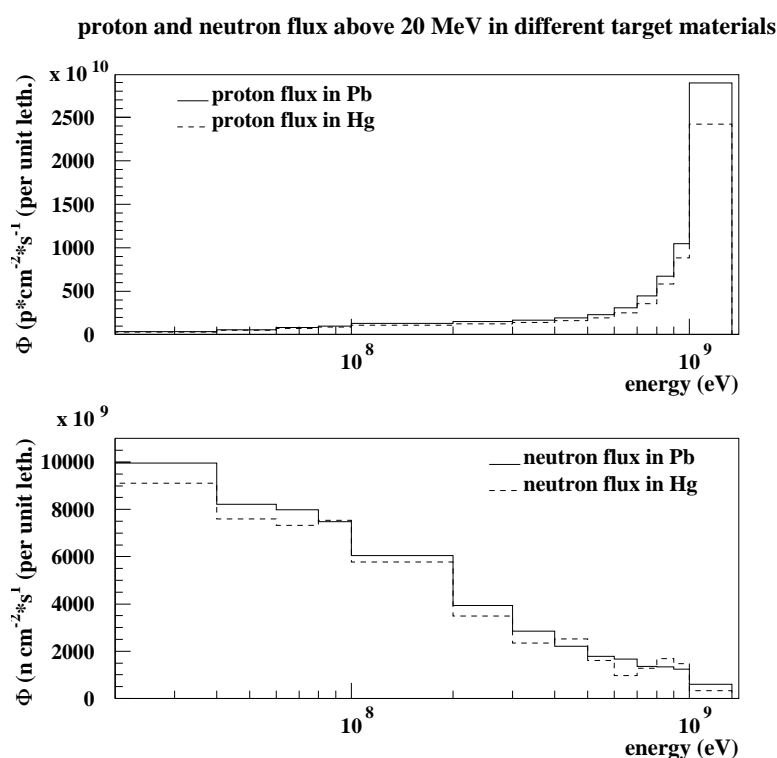 proton and neutron flux above 20 MeV in different target materials
x 10 10
proton flux in Pb
proton flux in Hg
2500
2000
1500
1000
500
0
Φ (p*cm-2*s-1 (per unit leth.)
10 8
10 9
energy (eV)
x 10 9
neutron flux in Pb
neutron flux in Hg
10000
8000
6000
4000
2000
0
Φ (n cm-2*s1 (per unit leth.)
10 8
10 9
energy (eV)